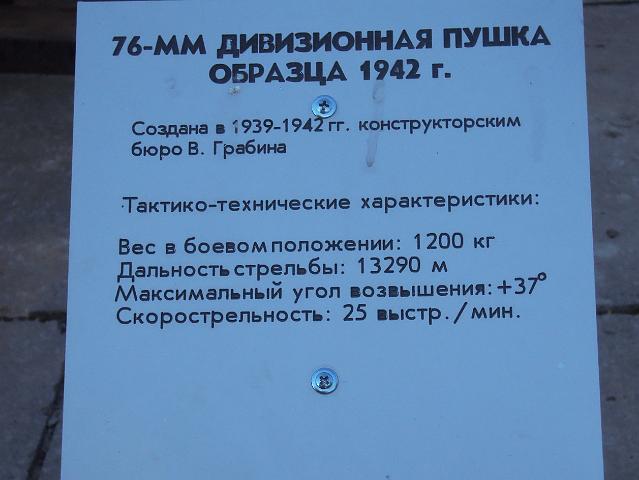 76-ММ ДИВИЗИОННАЯ ПУШКА
ОБРАЗЦА 1942 г.
Создана в 1939-1942 гг. конструкторским
бюро В. Грабина
Тактико-технические характеристики:
Вес в боевом положении: 1200 кг
Дальность стрельбы: 13290 м
Максимальный угол возвышения: +37°
Скорострельность: 25 выстр./мин.